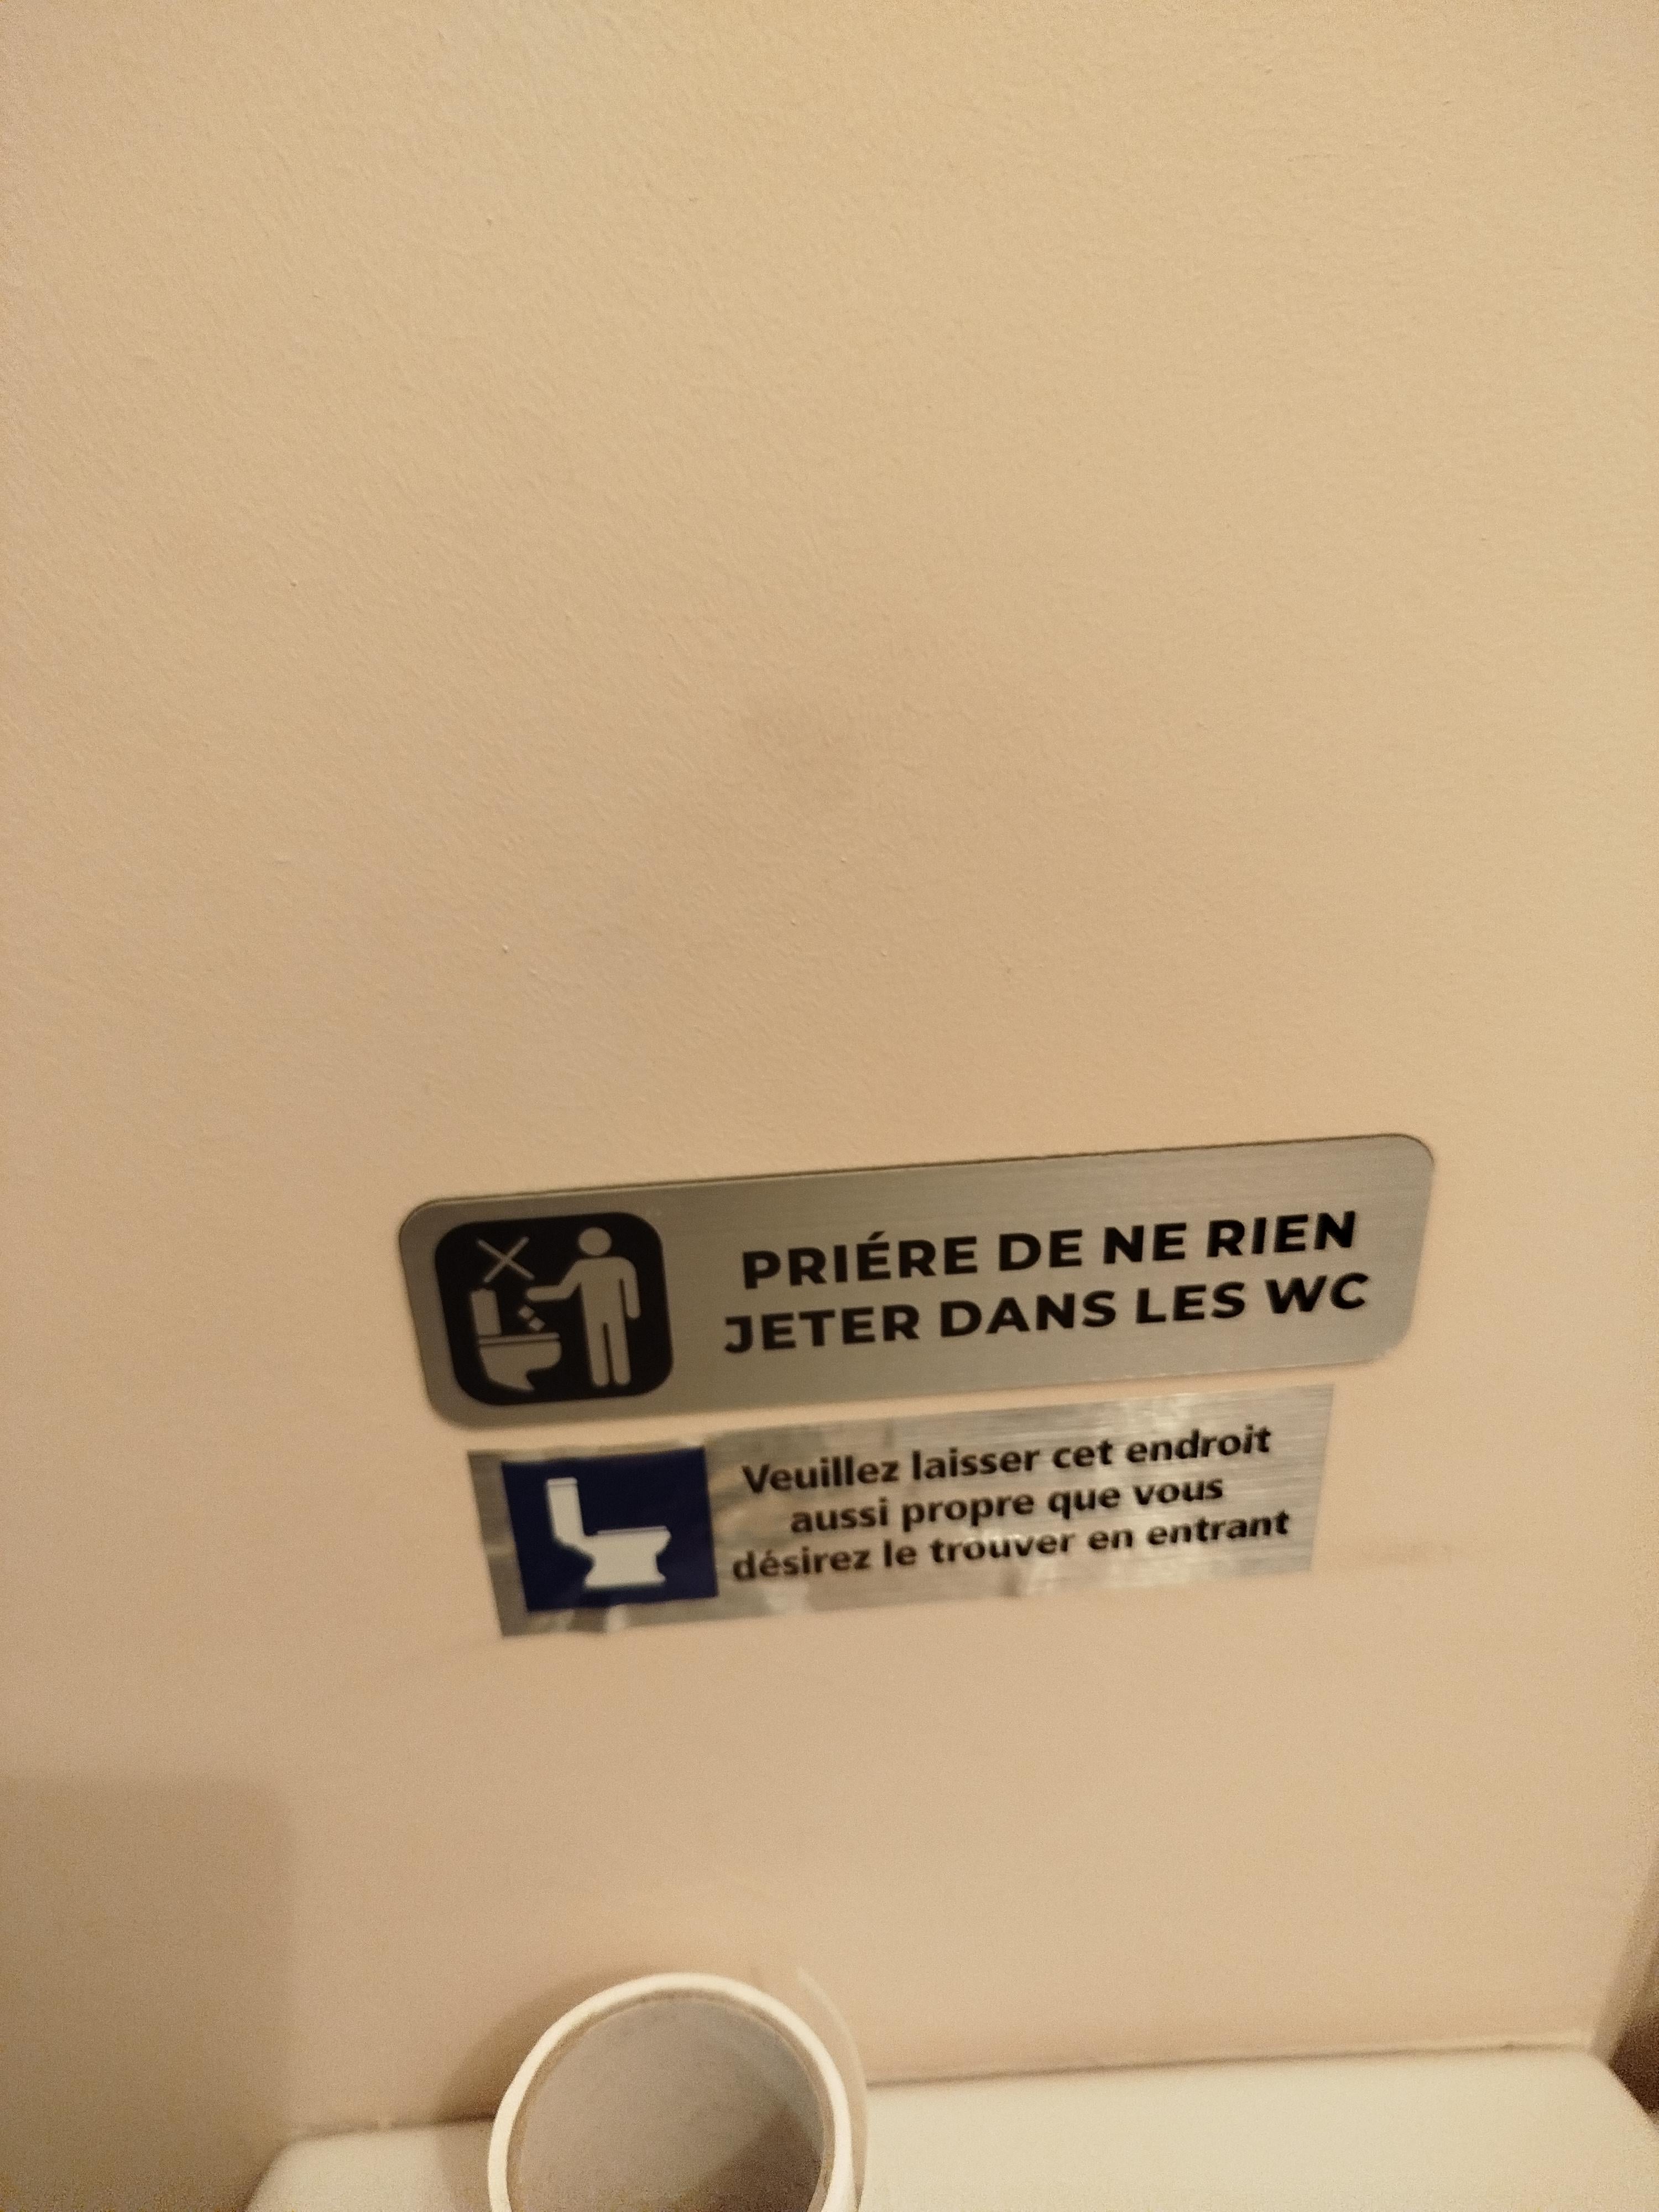 PRIÉRE DE NE RIEN
JETER DANS LES WC
Veuillez laisser cet endroit
aussi propre que vous
désirez le trouver en entrant